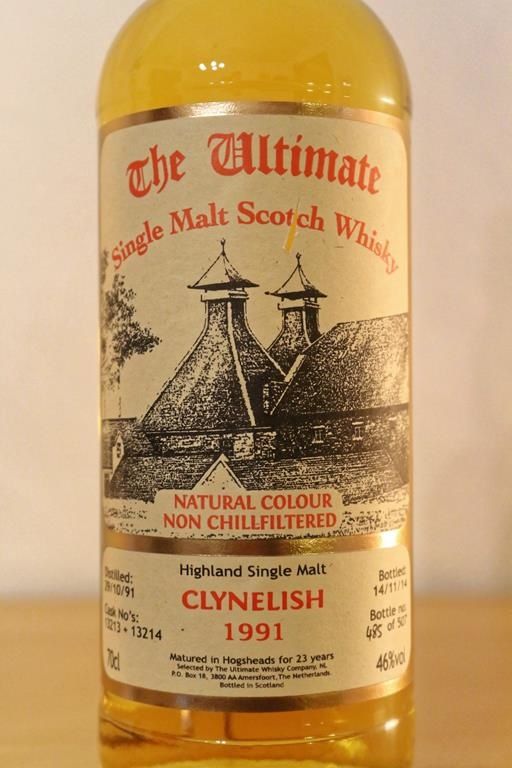 The Ultimate
Single Malt Scotch Whisky
NATURAL COLOUR
NON CHILLFILTERED
Distilled:
29/10/91
Cask No's:
13213 + 13214
70cl
Highland Single Malt
CLYNELISH
1991
Matured in Hogsheads for 23 years
Selected by The Ultimate Whisky Company, NL
P.O. Box 18, 3800 AA Amersfoort, The Netherlands.
Bottled in Scotland
Bottled:
14/11/14
Bottle no:
485 of 507
46%vol